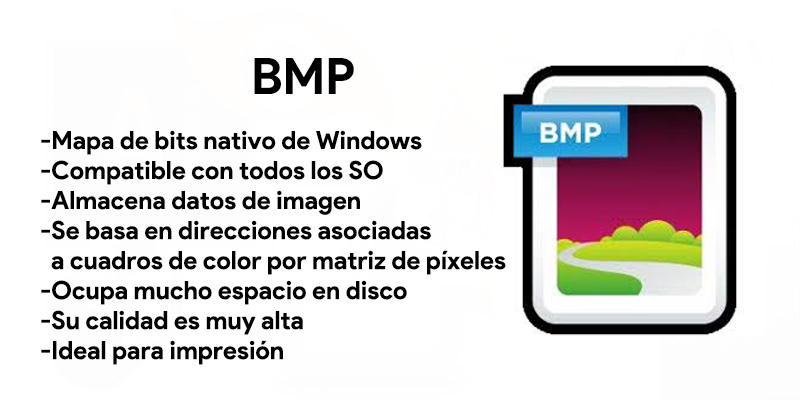 BMP
-Mapa de bits nativo de Windows
-Compatible con todos los SO
-Almacena datos de imagen
-Se basa en direcciones asociadas
a cuadros de color por matriz de píxeles
-Ocupa mucho espacio en disco
-Su calidad es muy alta
-Ideal para impresión
BMP